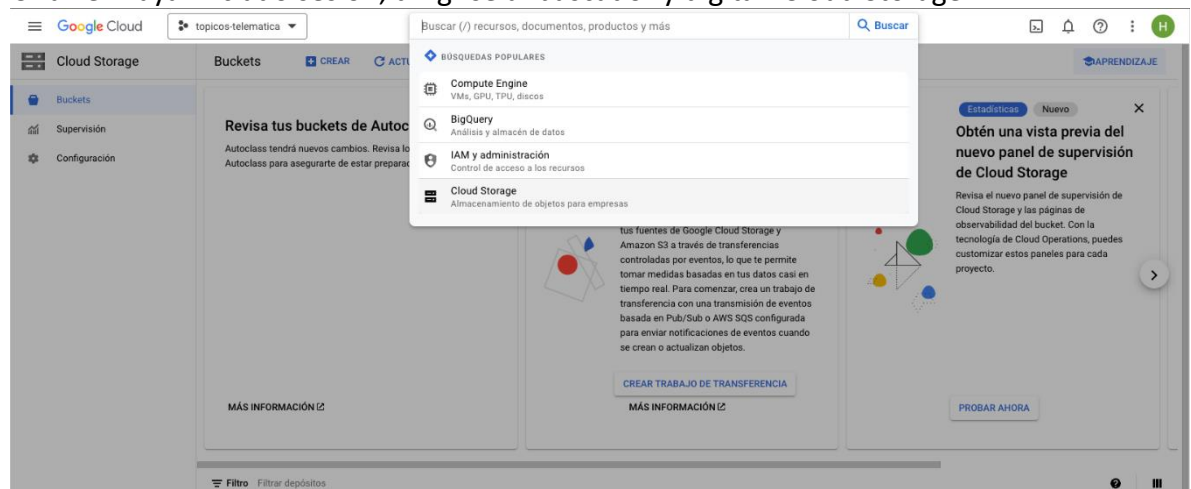 Google Cloud
topicos-telematica
Buscar (/) recursos, documentos, productos y más
Buscar
H
Cloud Storage
Buckets
CREAR
APRENDIZAJE
Buckets
Supervisión
Configuración
BÚSQUEDAS POPULARES
Compute Engine
VMs, GPU, TPU, discos
BigQuery
Análisis y almacén de datos
IAM y administración
Control de acceso a los recursos
Cloud Storage
Almacenamiento de objetos para empresas
Revisa tus buckets de
Autoclass tendrá nuevos cambios. Revisa
Autoclass para asegurarte de estar
MÁS INFORMACIÓN
tus fuentes de Google Cloud Storage y
Amazon S3 a través de transferencias
controladas por eventos, lo que te permite
tomar medidas basadas en tus datos casi en
tiempo real. Para comenzar, crea un trabajo de
transferencia con una transmisión de eventos
basada en Pub/Sub o AWS SQS configurada
para enviar notificaciones de eventos cuando
se crean o actualizan objetos.
CREAR TRABAJO DE TRANSFERENCIA
MÁS INFORMACIÓN
Estadísticas
Nuevo
Obtén una vista previa del
nuevo panel de supervisión
de Cloud Storage
Revisa el nuevo panel de supervisión de
Cloud Storage y las páginas de
observabilidad del bucket. Con la
tecnología de Cloud Operations, puedes
customizar estos paneles para cada
proyecto.
PROBAR AHORA
Filtro Filtrar depósitos